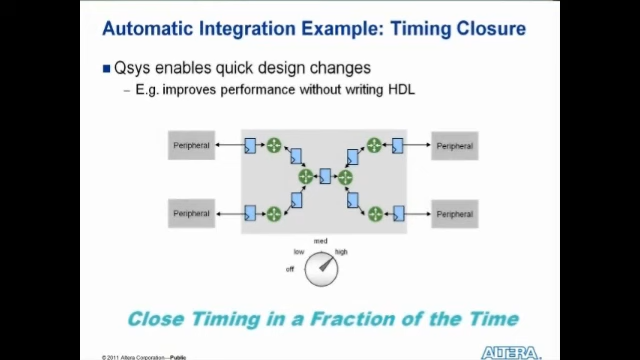 Automatic Integration Example: Timing Closure
Qsys enables quick design changes
– E.g. improves performance without writing HDL
Peripheral
Peripheral
Peripheral
Peripheral
med
low
high
off
Close Timing in a Fraction of the Time
© 2011 Altera Corporation—Public
ALTERA